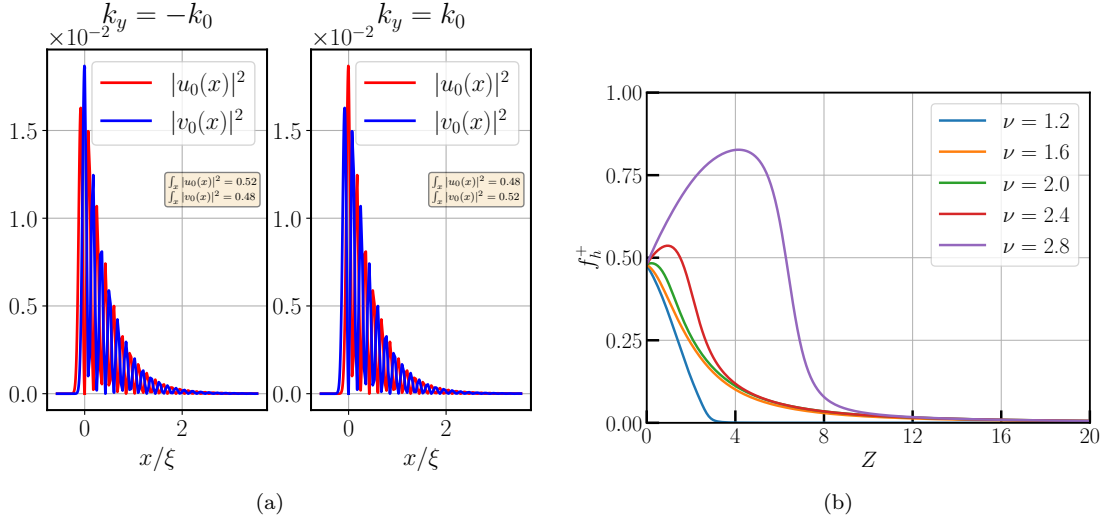 k_y = −k_0
×10^{−2}
|u_0(x)|^2
|v_0(x)|^2
∫_x |u_0(x)|^2 = 0.52
∫_x |v_0(x)|^2 = 0.48
1.5
1.0
0.5
0.0
0
2
x/ξ
k_y = k_0
×10^{−2}
|u_0(x)|^2
|v_0(x)|^2
∫_x |u_0(x)|^2 = 0.48
∫_x |v_0(x)|^2 = 0.52
1.5
1.0
0.5
0.0
0
2
x/ξ
(a)
1.00
0.75
0.50
0.25
0.00
f_h^+
ν = 1.2
ν = 1.6
ν = 2.0
ν = 2.4
ν = 2.8
0
4
8
12
16
20
Z
(b)